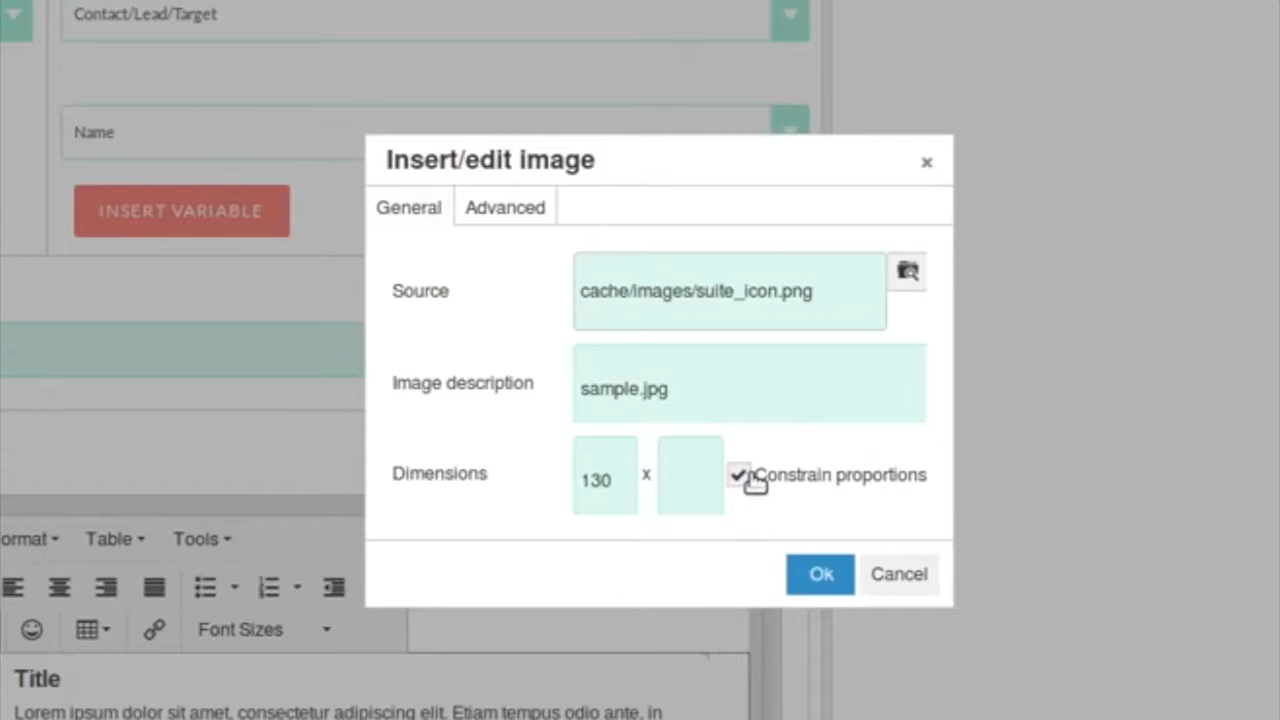 Contact/Lead/Target
Name
INSERT VARIABLE
Insert/edit image
×
General
Advanced
Source
cache/images/suite_icon.png
Image description
sample.jpg
Dimensions
130
x
Constrain proportions
Ok
Cancel
ormat
Table
Tools
Font Sizes
Title
Lorem ipsum dolor sit amet, consectetur adipiscing elit. Etiam tempus odio ante, in